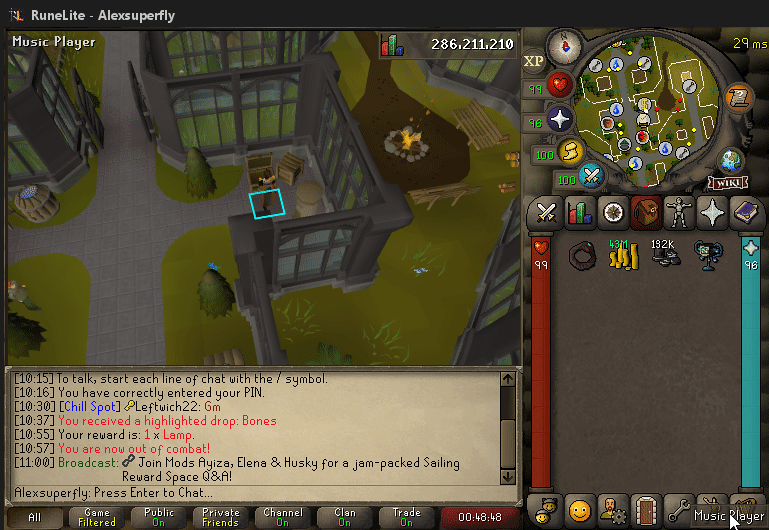 RuneLite - Alexsuperfly
Music Player
286,211,210
29 ms
XP
99
96
100
100
WIKI
43M
192K
99
96
[10:15] To talk, start each line of chat with the / symbol.
[10:16] You have correctly entered your PIN.
[10:30] [Chill Spot] Leftwich22: Gm
[10:37] You received a highlighted drop: Bones
[10:55] Your reward is: 1 x Lamp.
[10:57] You are now out of combat!
[11:00] Broadcast: Join Mods Ayiza, Elena & Husky for a jam-packed Sailing
Reward Space Q&A!
Alexsuperfly: Press Enter to Chat...
All
Game
Filtered
Public
On
Private
Friends
Channel
On
Clan
On
Trade
On
00:48:48
Music Player